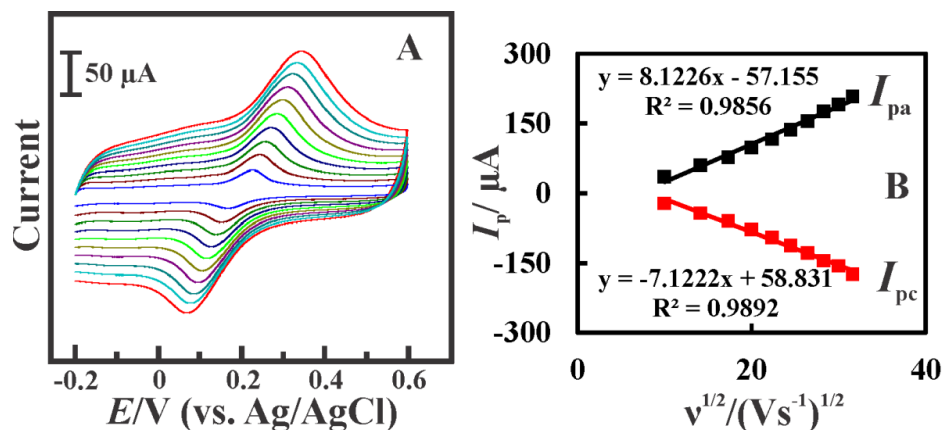 A
50 μA
Current
-0.2 0 0.2 0.4 0.6
E/V (vs. Ag/AgCl)
300
150
0
-150
-300
I_p/ μA
y = 8.1226x - 57.155
R² = 0.9856
I_pa
B
y = -7.1222x + 58.831
R² = 0.9892
I_pc
0 20 40
ν^1/2/(Vs⁻¹)^1/2